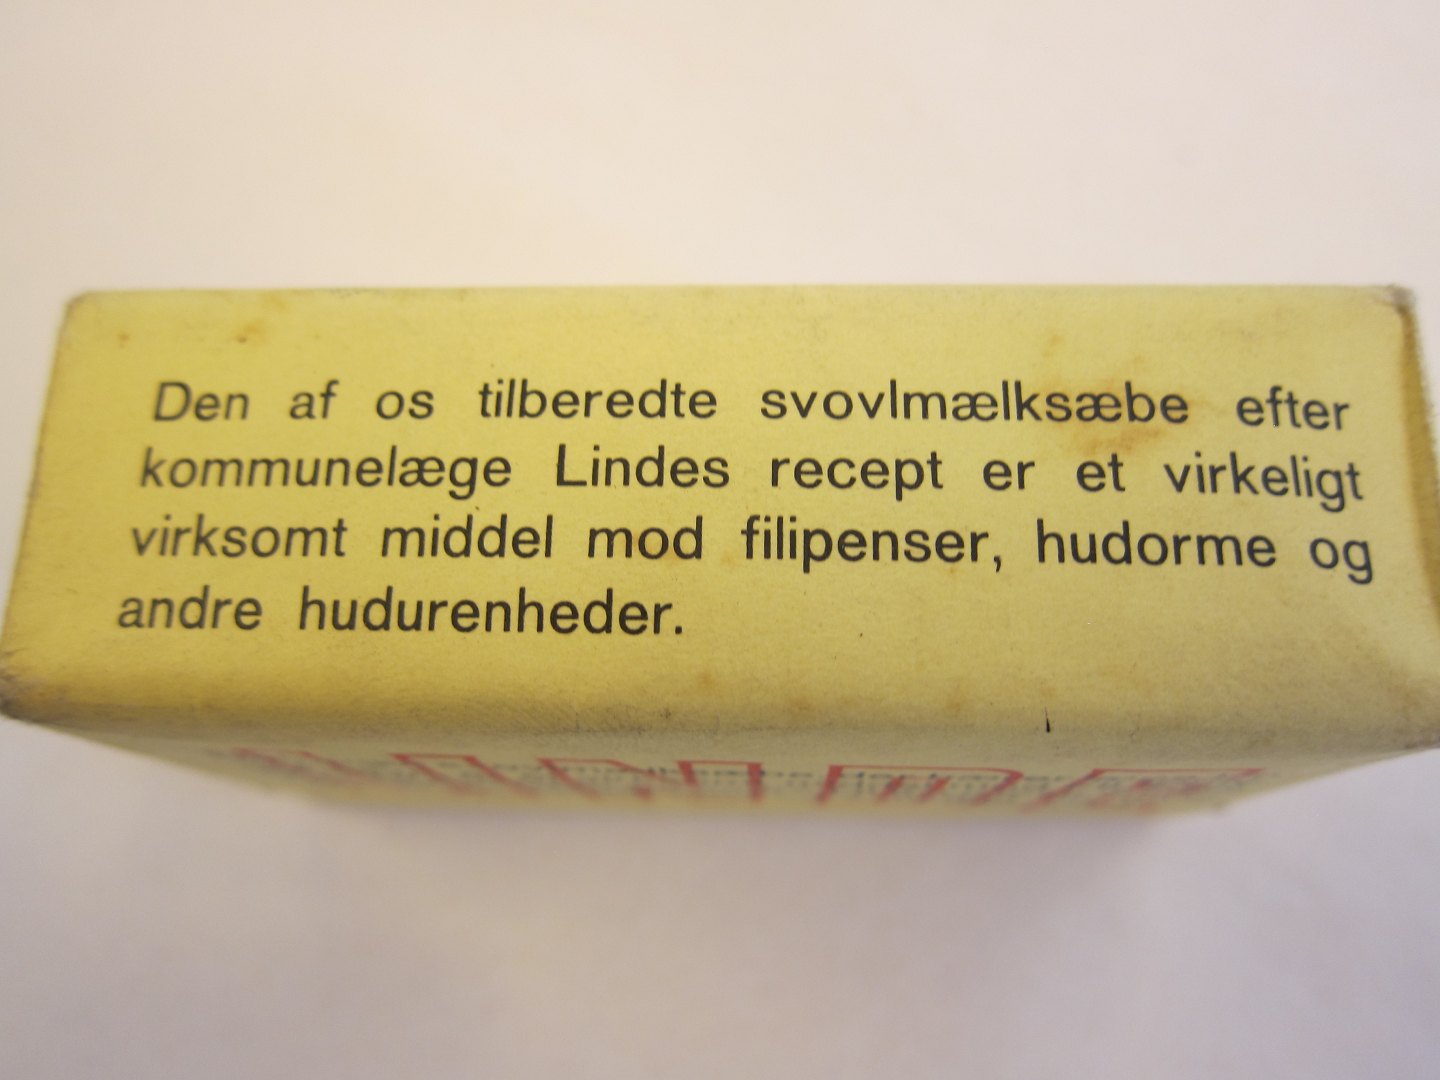 Den af os tilberedte svovlmælksæbe efter
kommunelæge Lindes recept er et virkeligt
virksomt middel mod filipenser, hudorme og
andre hudurenheder.